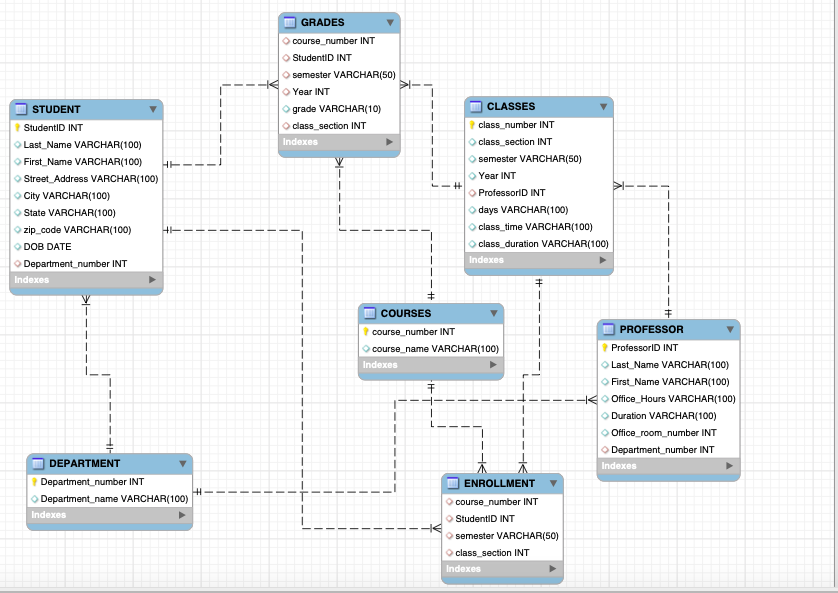 GRADES
course_number INT
StudentID INT
semester VARCHAR(50)
Year INT
grade VARCHAR(10)
class_section INT
Indexes
STUDENT
StudentID INT
Last_Name VARCHAR(100)
First_Name VARCHAR(100)
Street_Address VARCHAR(100)
City VARCHAR(100)
State VARCHAR(100)
zip_code VARCHAR(100)
DOB DATE
Department_number INT
Indexes
CLASSES
class_number INT
class_section INT
semester VARCHAR(50)
Year INT
ProfessorID INT
days VARCHAR(100)
class_time VARCHAR(100)
class_duration VARCHAR(100)
Indexes
COURSES
course_number INT
course_name VARCHAR(100)
Indexes
PROFESSOR
ProfessorID INT
Last_Name VARCHAR(100)
First_Name VARCHAR(100)
Office_Hours VARCHAR(100)
Duration VARCHAR(100)
Office_room_number INT
Department_number INT
Indexes
DEPARTMENT
Department_number INT
Department_name VARCHAR(100)
Indexes
ENROLLMENT
course_number INT
StudentID INT
semester VARCHAR(50)
class_section INT
Indexes